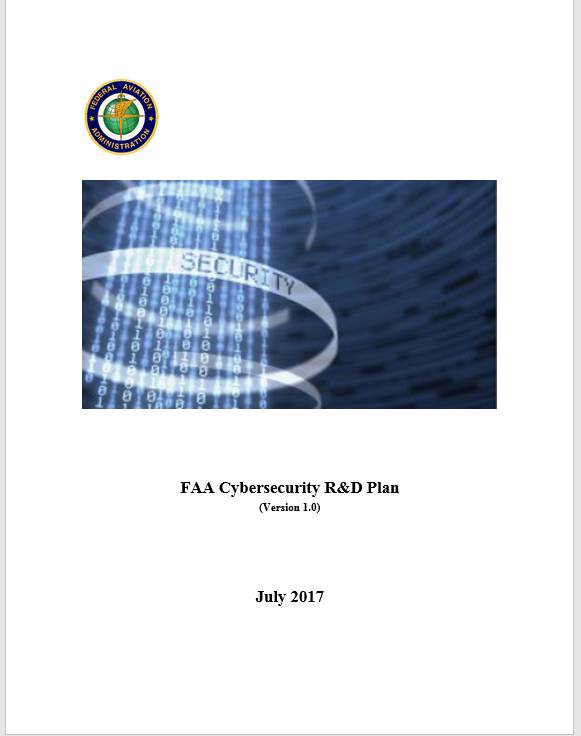 FEDERAL AVIATION
ADMINISTRATION
SECURITY
FAA Cybersecurity R&D Plan
(Version 1.0)
July 2017